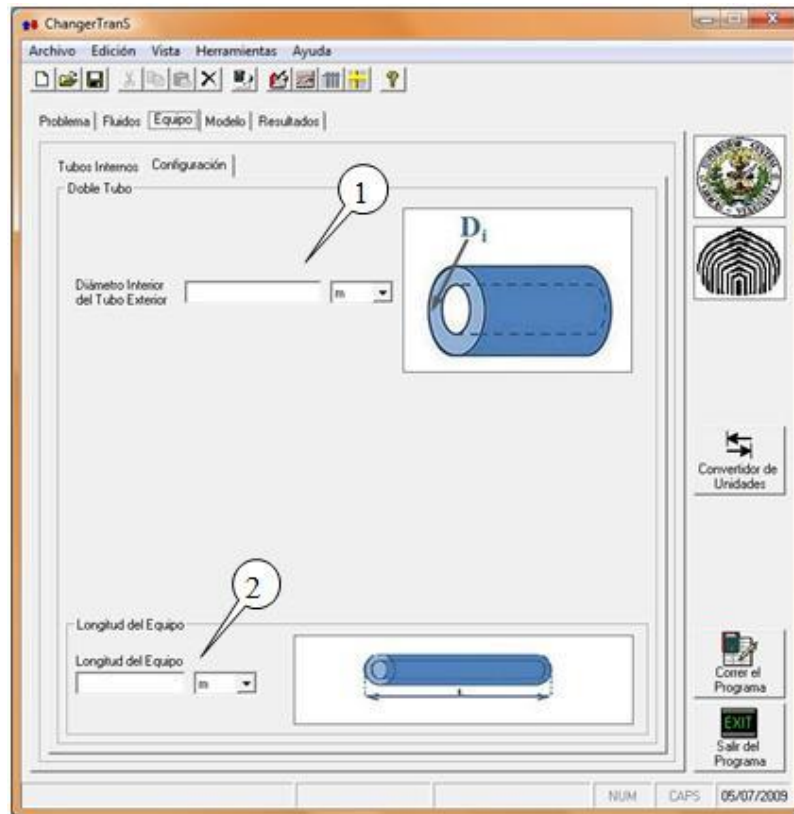 ChangerTranS
Archivo Edición Vista Herramientas Ayuda
Problema Fluidos Equipo Modelo Resultados
Tubos Internos Configuración
Doble Tubo
1
Di
Diámetro Interior
del Tubo Exterior
m
Convertidor de
Unidades
2
Longitud del Equipo
Longitud del Equipo
m
L
Correr el
Programa
EXIT
Salir del
Programa
NUM CAPS 05/07/2009